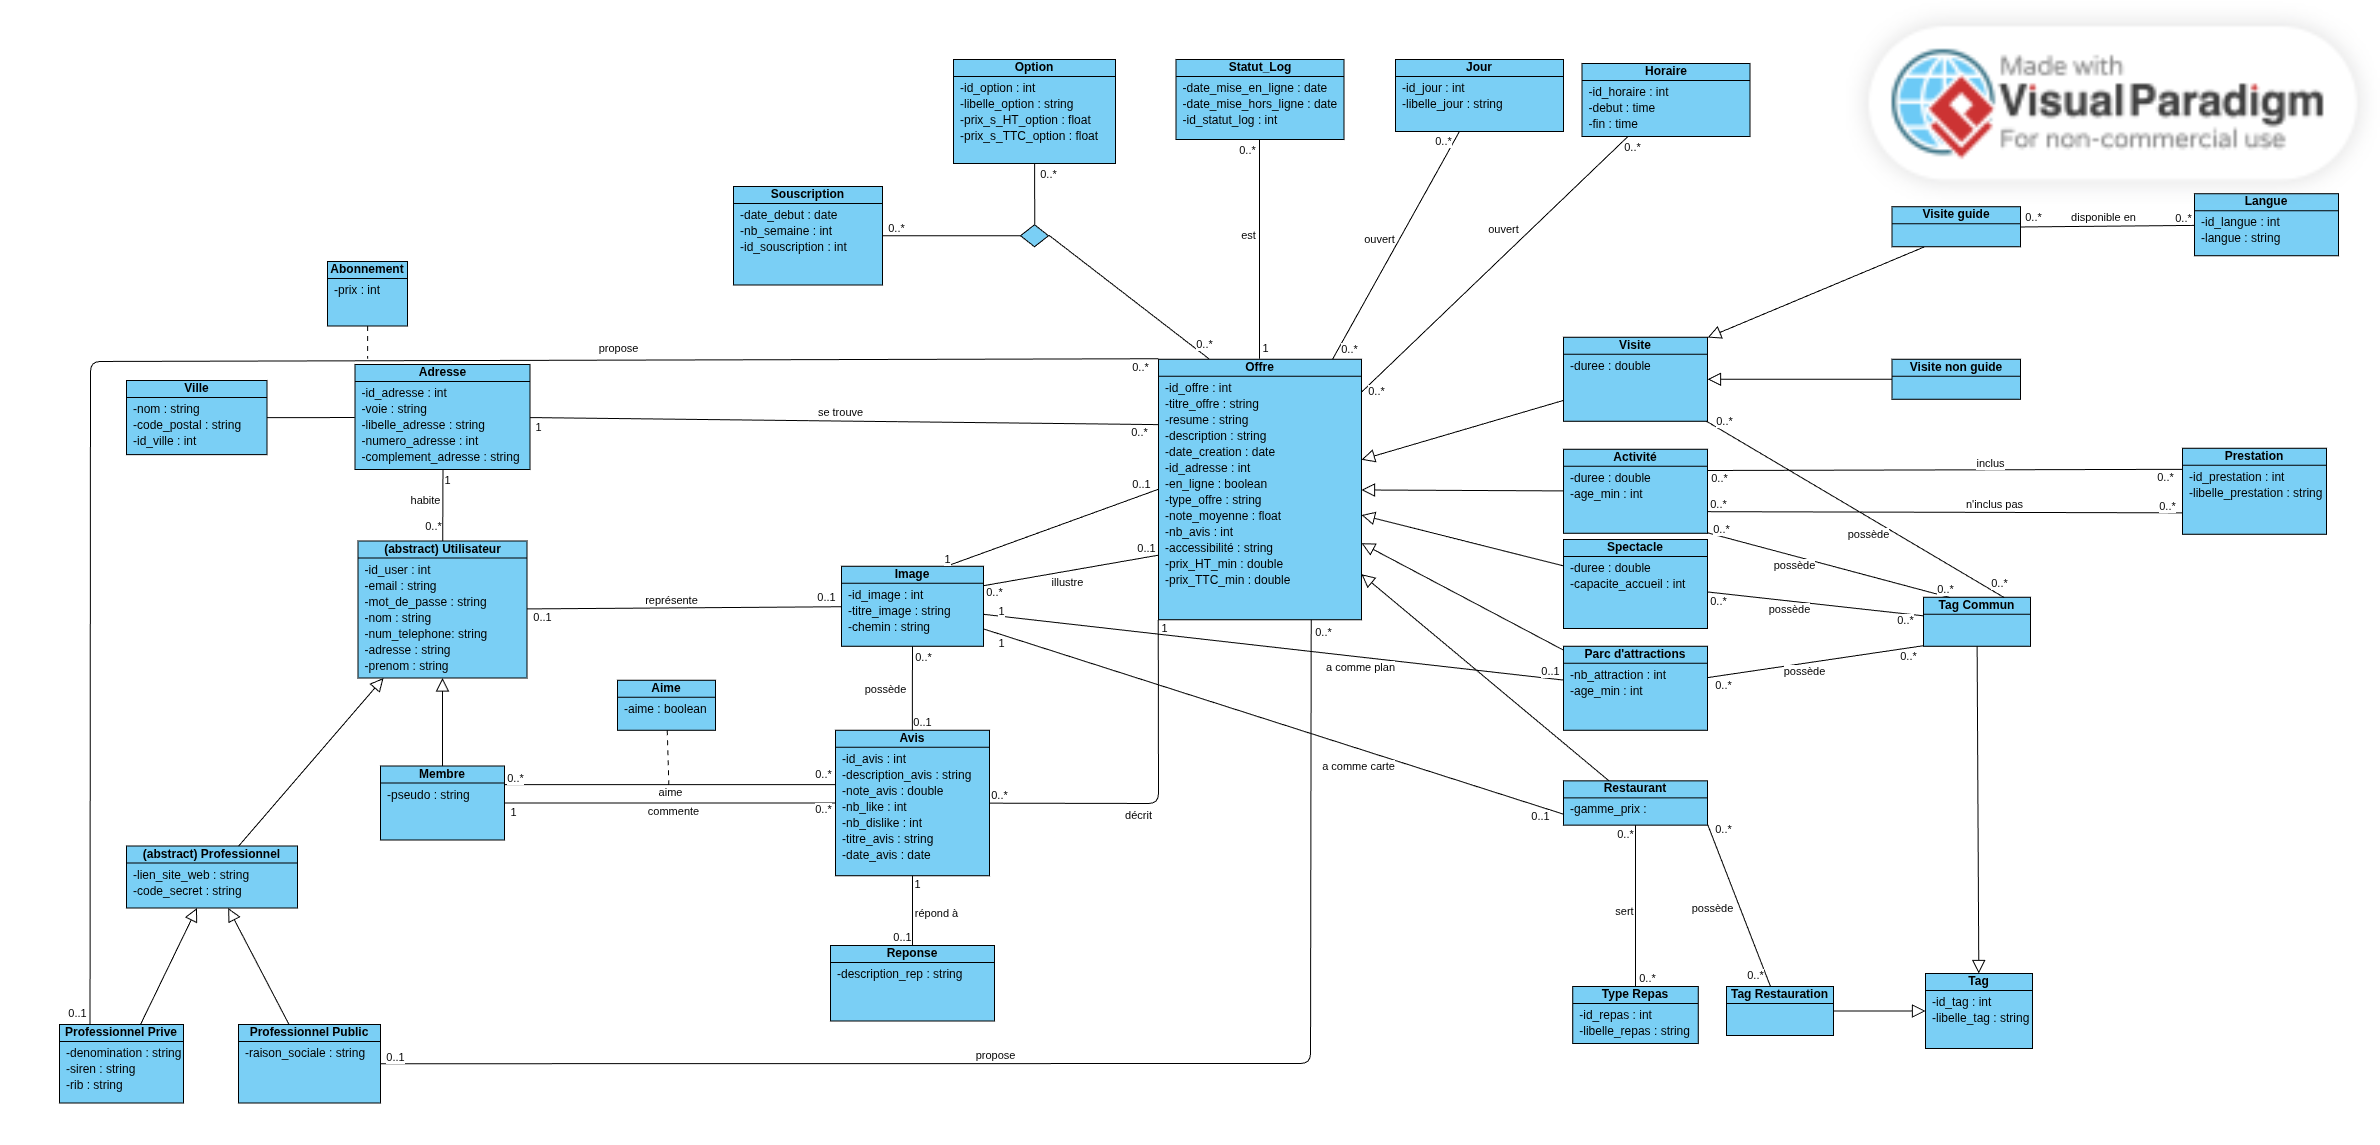 Made with
Visual Paradigm
For non-commercial use
Option
-id_option : int
-libelle_option : string
-prix_s_HT_option : float
-prix_s_TTC_option : float
0..*
Statut_Log
-date_mise_en_ligne : date
-date_mise_hors_ligne : date
-id_statut_log : int
0..*
est
1
Jour
-id_jour : int
-libelle_jour : string
0..*
ouvert
0..*
Horaire
-id_horaire : int
-debut : time
-fin : time
0..*
ouvert
0..*
Souscription
-date_debut : date
-nb_semaine : int
-id_souscription : int
0..*
0..*
Visite guide
0..*
disponible en
0..*
Langue
-id_langue : int
-langue : string
Abonnement
-prix : int
propose
0..*
Ville
-nom : string
-code_postal : string
-id_ville : int
Adresse
-id_adresse : int
-voie : string
-libelle_adresse : string
-numero_adresse : int
-complement_adresse : string
1
se trouve
0..*
1
habite
0..*
Offre
-id_offre : int
-titre_offre : string
-resume : string
-description : string
-date_creation : date
-id_adresse : int
-en_ligne : boolean
-type_offre : string
-note_moyenne : float
-nb_avis : int
-accessibilité : string
-prix_HT_min : double
-prix_TTC_min : double
Visite
-duree : double
0..*
Visite non guide
Activité
-duree : double
-age_min : int
0..*
inclus
0..*
0..*
n'inclus pas
0..*
Prestation
-id_prestation : int
-libelle_prestation : string
0..*
possède
possède
0..*
0..*
Spectacle
-duree : double
-capacite_accueil : int
0..*
possède
0..*
Tag Commun
(abstract) Utilisateur
-id_user : int
-email : string
-mot_de_passe : string
-nom : string
-num_telephone: string
-adresse : string
-prenom : string
0..1
représente
0..1
Image
-id_image : int
-titre_image : string
-chemin : string
1
0..1
0..*
illustre
0..1
1
a comme plan
0..1
1
a comme carte
0..1
Parc d'attractions
-nb_attraction : int
-age_min : int
0..*
possède
0..*
0..*
possède
0..1
1
0..*
Aime
-aime : boolean
Membre
-pseudo : string
0..*
aime
0..*
1
commente
0..*
Avis
-id_avis : int
-description_avis : string
-note_avis : double
-nb_like : int
-nb_dislike : int
-titre_avis : string
-date_avis : date
0..*
décrit
Restaurant
-gamme_prix :
0..*
0..*
sert
possède
0..*
0..*
(abstract) Professionnel
-lien_site_web : string
-code_secret : string
1
répond à
0..1
Reponse
-description_rep : string
Type Repas
-id_repas : int
-libelle_repas : string
Tag Restauration
Tag
-id_tag : int
-libelle_tag : string
0..1
Professionnel Prive
-denomination : string
-siren : string
-rib : string
Professionnel Public
-raison_sociale : string
0..1
propose